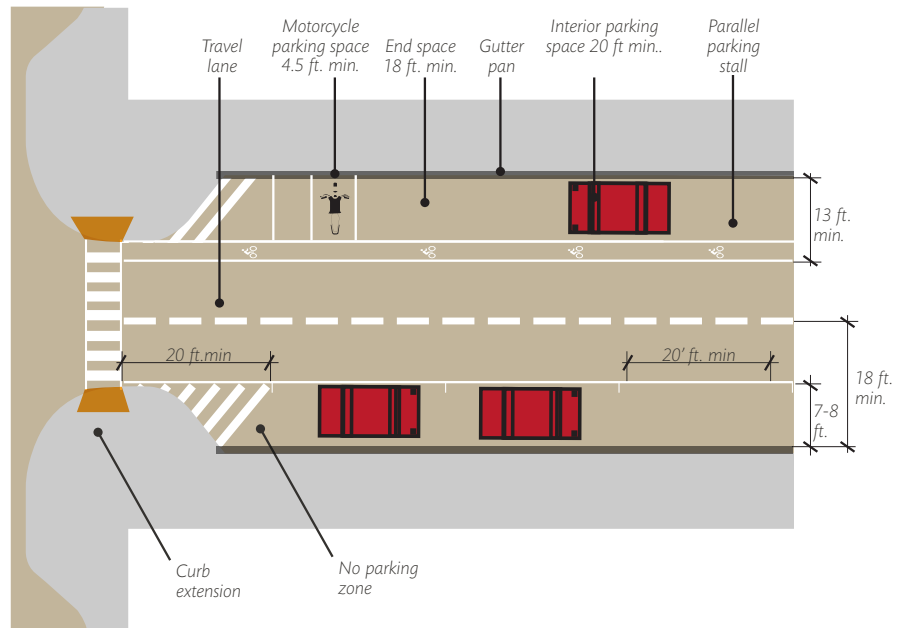 Travel
lane
Motorcycle
parking space
4.5 ft. min.
End space
18 ft. min.
Gutter
pan
Interior parking
space 20 ft min..
Parallel
parking
stall
13 ft.
min.
20 ft.min
20’ ft. min
18 ft.
min.
7-8
ft.
Curb
extension
No parking
zone